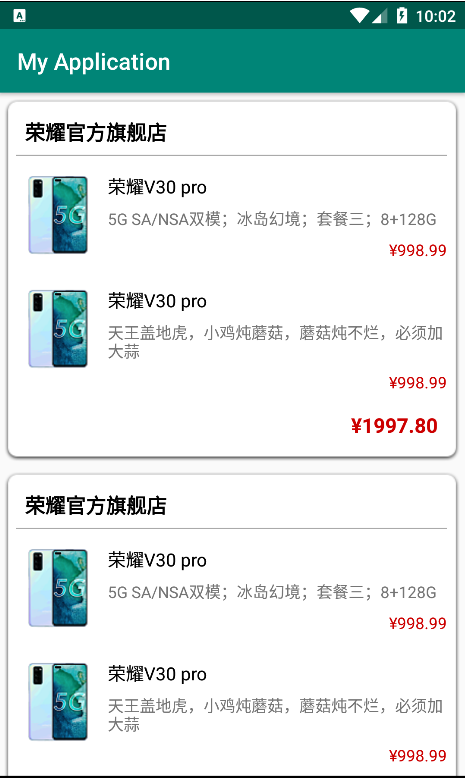 10:02
My Application
荣耀官方旗舰店
荣耀V30 pro
5G SA/NSA双模；冰岛幻境；套餐三；8+128G
¥998.99
5G
荣耀V30 pro
天王盖地虎，小鸡炖蘑菇，蘑菇炖不烂，必须加
大蒜
¥998.99
5G
¥1997.80
荣耀官方旗舰店
荣耀V30 pro
5G SA/NSA双模；冰岛幻境；套餐三；8+128G
¥998.99
5G
荣耀V30 pro
天王盖地虎，小鸡炖蘑菇，蘑菇炖不烂，必须加
大蒜
¥998.99
5G